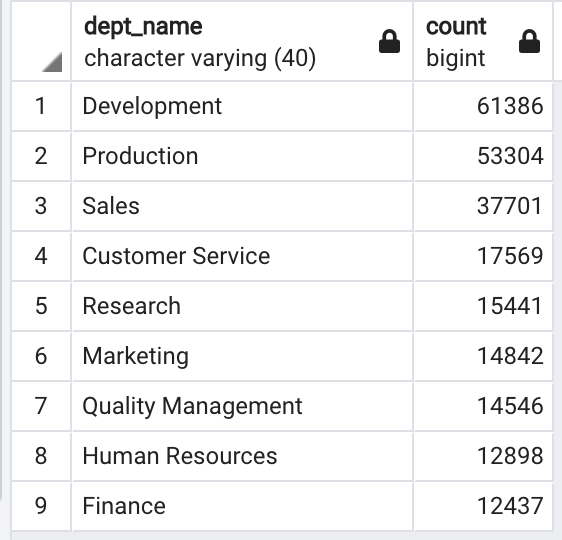 dept_name count
character varying (40) bigint
1 Development 61386
2 Production 53304
3 Sales 37701
4 Customer Service 17569
5 Research 15441
6 Marketing 14842
7 Quality Management 14546
8 Human Resources 12898
9 Finance 12437